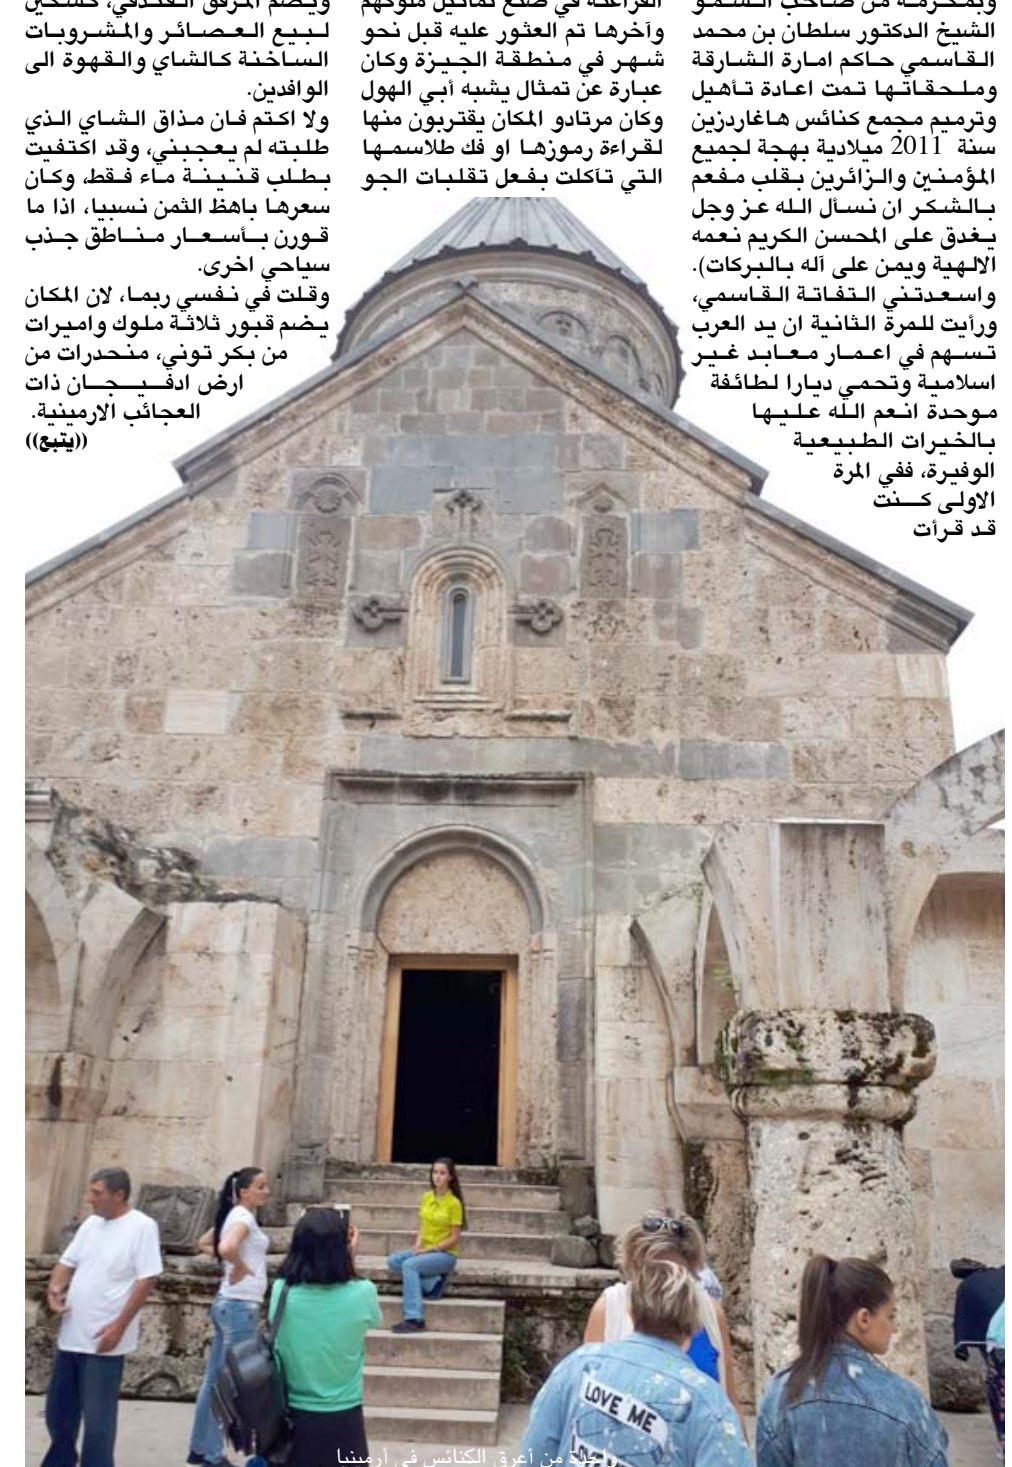 وبمكرمة من صاحب السمو
الشيخ الدكتور سلطان بن محمد
القاسمي حاكم امارة الشارقة
وملحقاتها تمت اعادة تأهيل
وترميم مجمع كنائس هاغاردزين
سنة 2011 ميلادية بهجة لجميع
المؤمنين والزائرين بقلب مفعم
بالشكر ان نسأل الله عز وجل
يغدق على المحسن الكريم نعمه
الالهية ويمن على آله بالبركات).
واسعدتني التفاتة القاسمي،
ورأيت للمرة الثانية ان يد العرب
تسهم في اعمار معابد غير
اسلامية وتحمي ديارا لطائفة
موحدة انعم الله عليها
بالخيرات الطبيعية
الوفيرة، ففي المرة
الاولى كنت
قد قرأت
الفراعنة في صنع تماثيل ملوكهم
وآخرها تم العثور عليه قبل نحو
شهر في منطقة الجيزة وكان
عبارة عن تمثال يشبه أبي الهول
وكان مرتادو المكان يقتربون منها
لقراءة رموزها او فك طلاسمها
التي تآكلت بفعل تقلبات الجو
ويضم المرفق الفندقي، كشكين
لبيع العصائر والمشروبات
الساخنة كالشاي والقهوة الى
الوافدين.
ولا اكتم فان مذاق الشاي الذي
طلبته لم يعجبني، وقد اكتفيت
بطلب قنينة ماء فقط، وكان
سعرها باهظ الثمن نسبيا، اذا ما
قورن بأسعار مناطق جذب
سياحي اخرى.
وقلت في نفسي ربما، لان المكان
يضم قبور ثلاثة ملوك واميرات
من بكر توني، منحدرات من
ارض ادفيجان ذات
العجائب الارمينية.
((يتبع))
LOVE ME
واحدة من أعرق الكنائس في أرمينيا